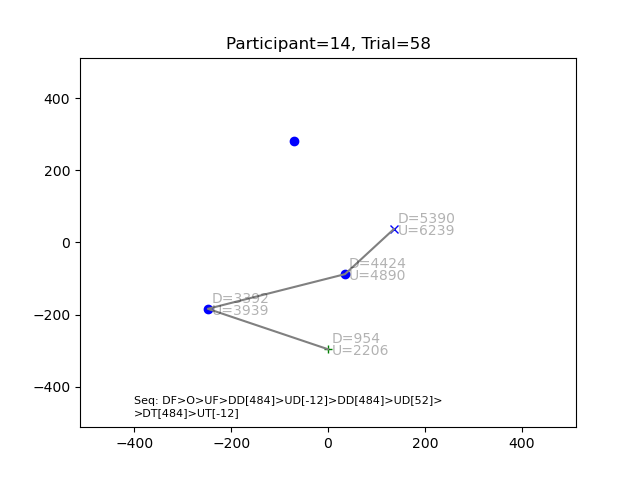 Participant=14, Trial=58
400
200
0
−200
−400
D=5390
U=6239
D=4424
U=4890
D=3392
U=3939
D=954
U=2206
Seq: DF>O>UF>DD[484]>UD[-12]>DD[484]>UD[52]>
>DT[484]>UT[-12]
−400 −200 0 200 400